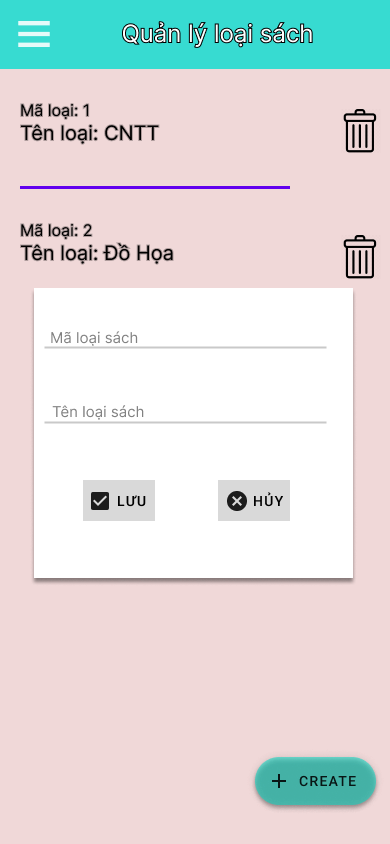 Quản lý loại sách
Mã loại: 1
Tên loại: CNTT
Mã loại: 2
Tên loại: Đồ Họa
Mã loại sách
Tên loại sách
LƯU
HỦY
CREATE